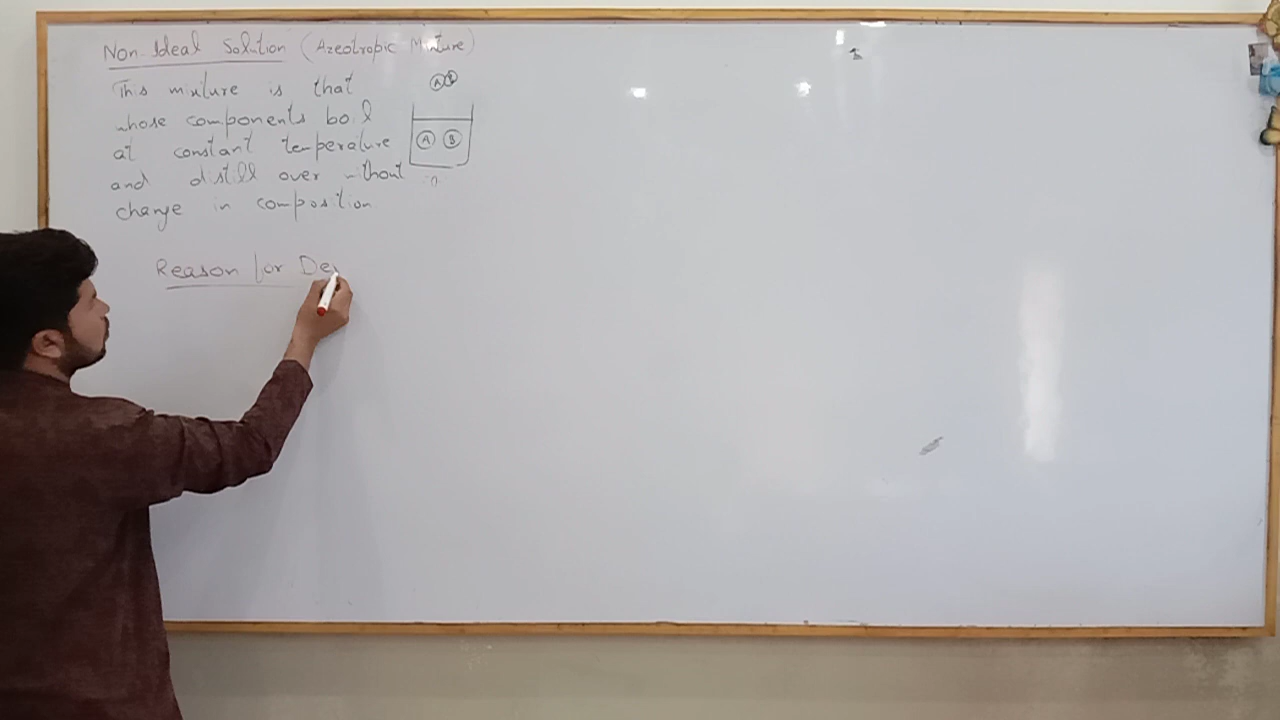 Non-Ideal Solution (Azeotropic Mixture)
This mixture is that
whose components boil
at constant temperature
and distill over without
change in composition
A B
A B
Reason for Dev